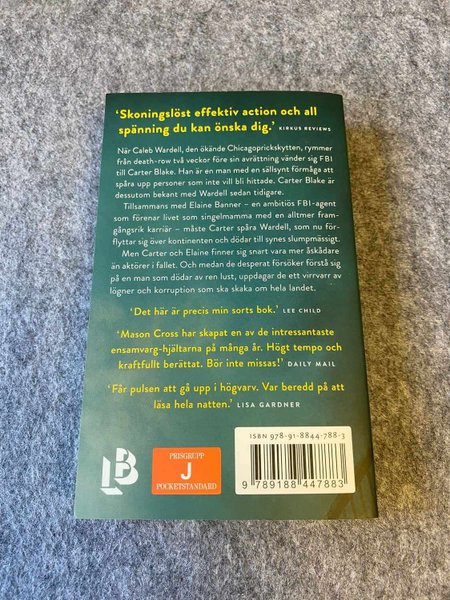 ‘Skoningslöst effektiv action och all
spänning du kan önska dig.’ KIRKUS REVIEWS
När Caleb Wardell, den ökände Chicagoprickskytten, rymmer
från death-row två veckor före sin avrättning vänder sig FBI
till Carter Blake. Han är en man med en sällsynt förmåga att
spåra upp personer som inte vill bli hittade. Carter Blake är
dessutom bekant med Wardell sedan tidigare.
Tillsammans med Elaine Banner – en ambitiös FBI-agent
som förenar livet som singelmamma med en alltmer fram-
gångsrik karriär – måste Carter spåra Wardell, som nu för-
flyttar sig över kontinenten och dödar till synes slumpmässigt.
Men Carter och Elaine finner sig snart vara mer åskådare
än aktörer i fallet. Och medan de desperat försöker förstå sig
på en man som dödar av ren lust, uppdagar de ett virrvarr av
lögner och korruption som ska skaka om hela landet.
‘Det här är precis min sorts bok.’ LEE CHILD
‘Mason Cross har skapat en av de intressantaste
ensamvarg-hjältarna på många år. Högt tempo och
kraftfullt berättat. Bör inte missas!’ DAILY MAIL
‘Får pulsen att gå upp i högvarv. Var beredd på att
läsa hela natten.’ LISA GARDNER
ISBN 978-91-8844-788-3
9 789188 447883
LB
PRISGRUPP
J
POCKETSTANDARD